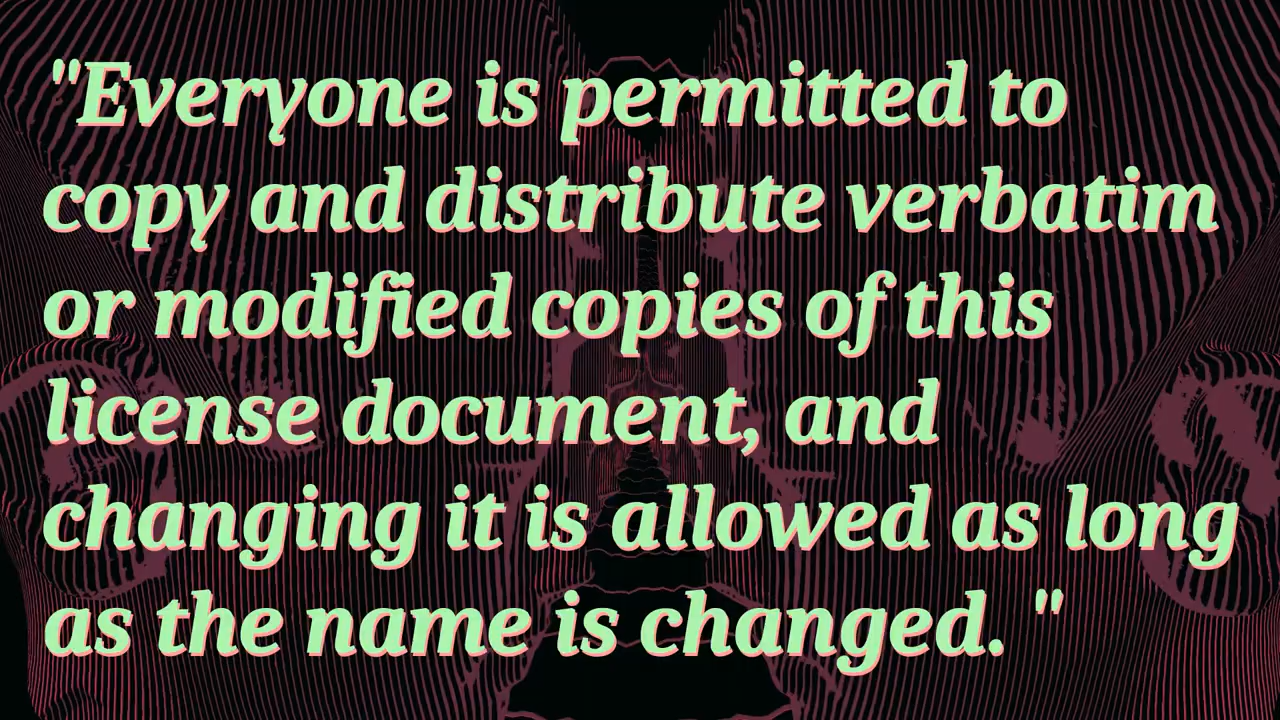 "Everyone is permitted to
copy and distribute verbatim
or modified copies of this
license document, and
changing it is allowed as long
as the name is changed. "